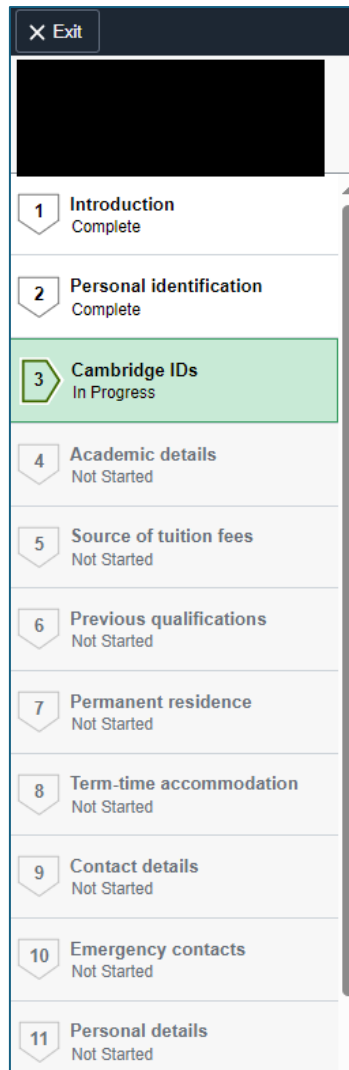 Exit
1
Introduction
Complete
2
Personal identification
Complete
3
Cambridge IDs
In Progress
4
Academic details
Not Started
5
Source of tuition fees
Not Started
6
Previous qualifications
Not Started
7
Permanent residence
Not Started
8
Term-time accommodation
Not Started
9
Contact details
Not Started
10
Emergency contacts
Not Started
11
Personal details
Not Started